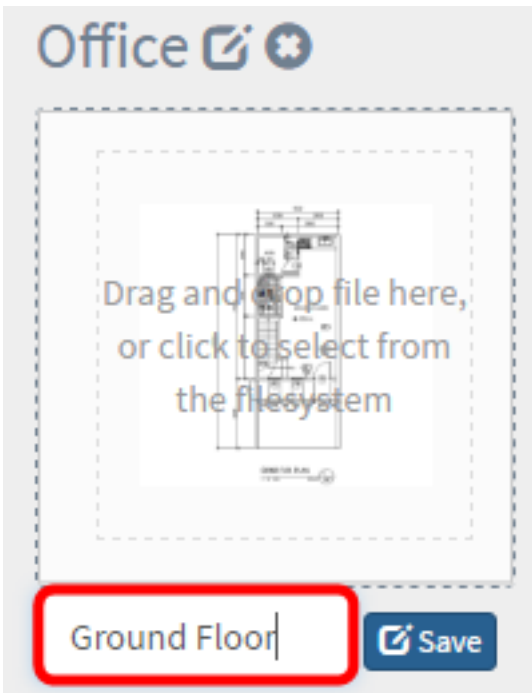 Office
Drag and drop file here,
or click to select from
the filesystem
Ground Floor
Save